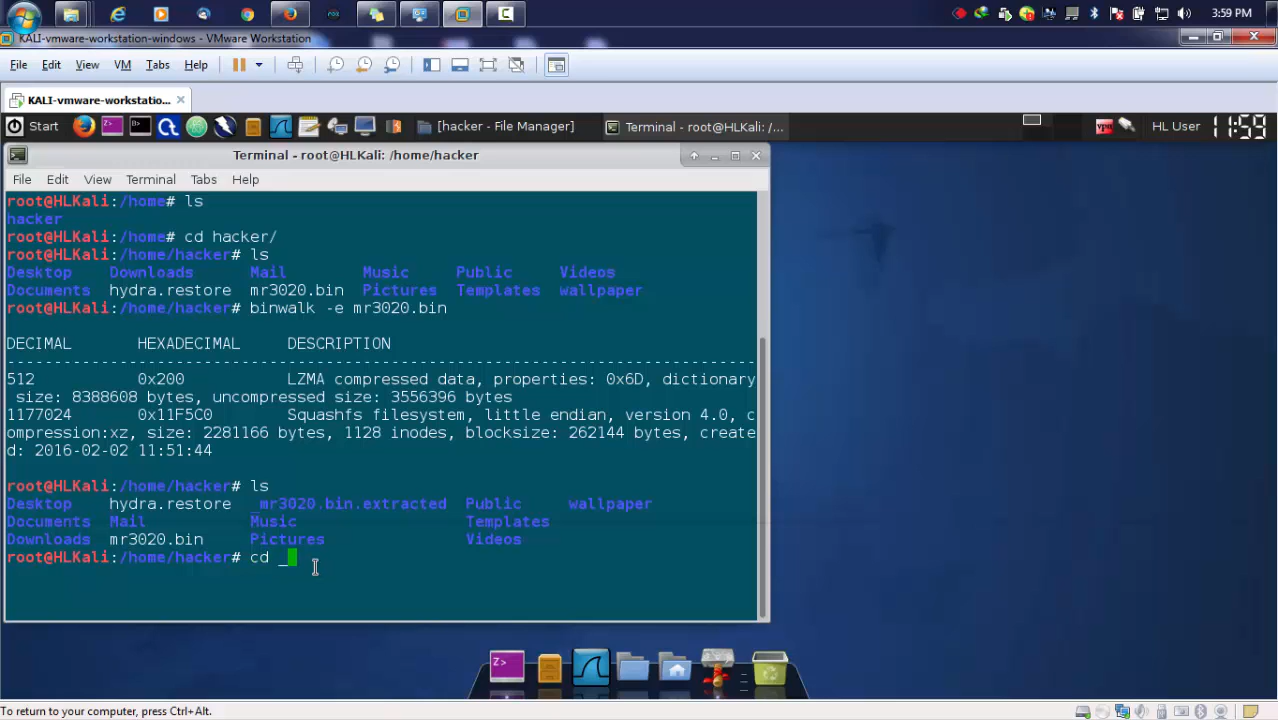 3:59 PM
KALI-vmware-workstation-windows - VMware Workstation
File Edit View VM Tabs Help
KALI-vmware-workstatio...
Start [hacker - File Manager] Terminal - root@HLKali: /... HL User 11:59
Terminal - root@HLKali: /home/hacker
File Edit View Terminal Tabs Help
root@HLKali:/home# ls
hacker
root@HLKali:/home# cd hacker/
root@HLKali:/home/hacker# ls
Desktop Downloads Mail Music Public Videos
Documents hydra.restore mr3020.bin Pictures Templates wallpaper
root@HLKali:/home/hacker# binwalk -e mr3020.bin
DECIMAL HEXADECIMAL DESCRIPTION
--------------------------------------------------------------------------------
512 0x200 LZMA compressed data, properties: 0x6D, dictionary
size: 8388608 bytes, uncompressed size: 3556396 bytes
1177024 0x11F5C0 Squashfs filesystem, little endian, version 4.0, c
ompression:xz, size: 2281166 bytes, 1128 inodes, blocksize: 262144 bytes, create
d: 2016-02-02 11:51:44
root@HLKali:/home/hacker# ls
Desktop hydra.restore _mr3020.bin.extracted Public wallpaper
Documents Mail Music Templates
Downloads mr3020.bin Pictures Videos
root@HLKali:/home/hacker# cd _
To return to your computer, press Ctrl+Alt.